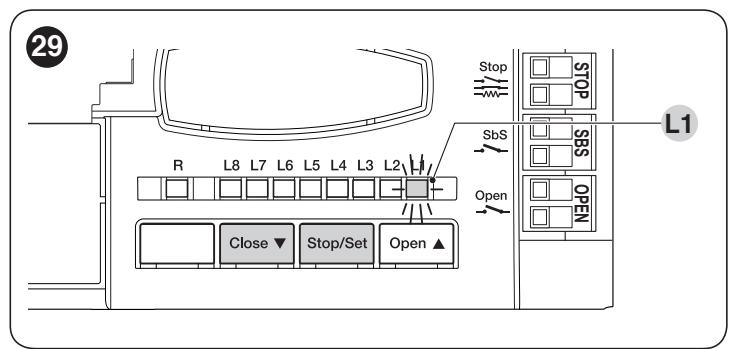 29
Stop
STOP
L1
SbS
SBS
R L8 L7 L6 L5 L4 L3 L2 L1
Open
OPEN
Close ▼ Stop/Set Open ▲